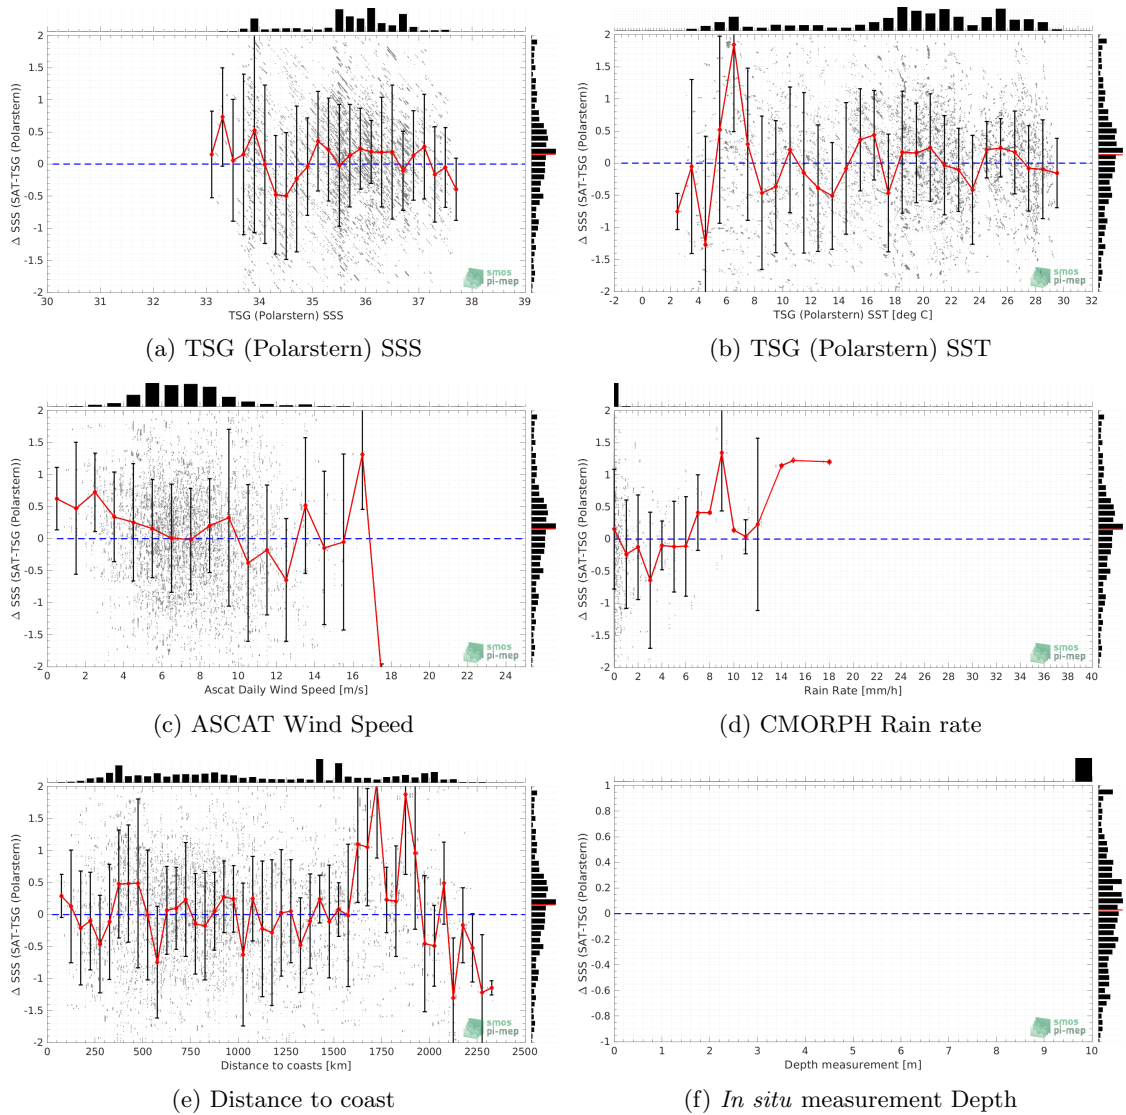 2
1.5
1
0.5
0
-0.5
-1
-1.5
-2
Δ SSS (SAT-TSG (Polarstern))
smos
pi-mep
30 31 32 33 34 35 36 37 38 39
TSG (Polarstern) SSS
(a) TSG (Polarstern) SSS
2
1.5
1
0.5
0
-0.5
-1
-1.5
-2
Δ SSS (SAT-TSG (Polarstern))
smos
pi-mep
-2 0 2 4 6 8 10 12 14 16 18 20 22 24 26 28 30 32
TSG (Polarstern) SST [deg C]
(b) TSG (Polarstern) SST
2
1.5
1
0.5
0
-0.5
-1
-1.5
-2
Δ SSS (SAT-TSG (Polarstern))
smos
pi-mep
0 2 4 6 8 10 12 14 16 18 20 22 24
Ascat Daily Wind Speed [m/s]
(c) ASCAT Wind Speed
2
1.5
1
0.5
0
-0.5
-1
-1.5
-2
Δ SSS (SAT-TSG (Polarstern))
smos
pi-mep
0 2 4 6 8 10 12 14 16 18 20 22 24 26 28 30 32 34 36 38 40
Rain Rate [mm/h]
(d) CMORPH Rain rate
2
1.5
1
0.5
0
-0.5
-1
-1.5
-2
Δ SSS (SAT-TSG (Polarstern))
smos
pi-mep
0 250 500 750 1000 1250 1500 1750 2000 2250 2500
Distance to coasts [km]
(e) Distance to coast
1
0.8
0.6
0.4
0.2
0
-0.2
-0.4
-0.6
-0.8
-1
Δ SSS (SAT-TSG (Polarstern))
smos
pi-mep
0 1 2 3 4 5 6 7 8 9 10
Depth measurement [m]
(f) In situ measurement Depth